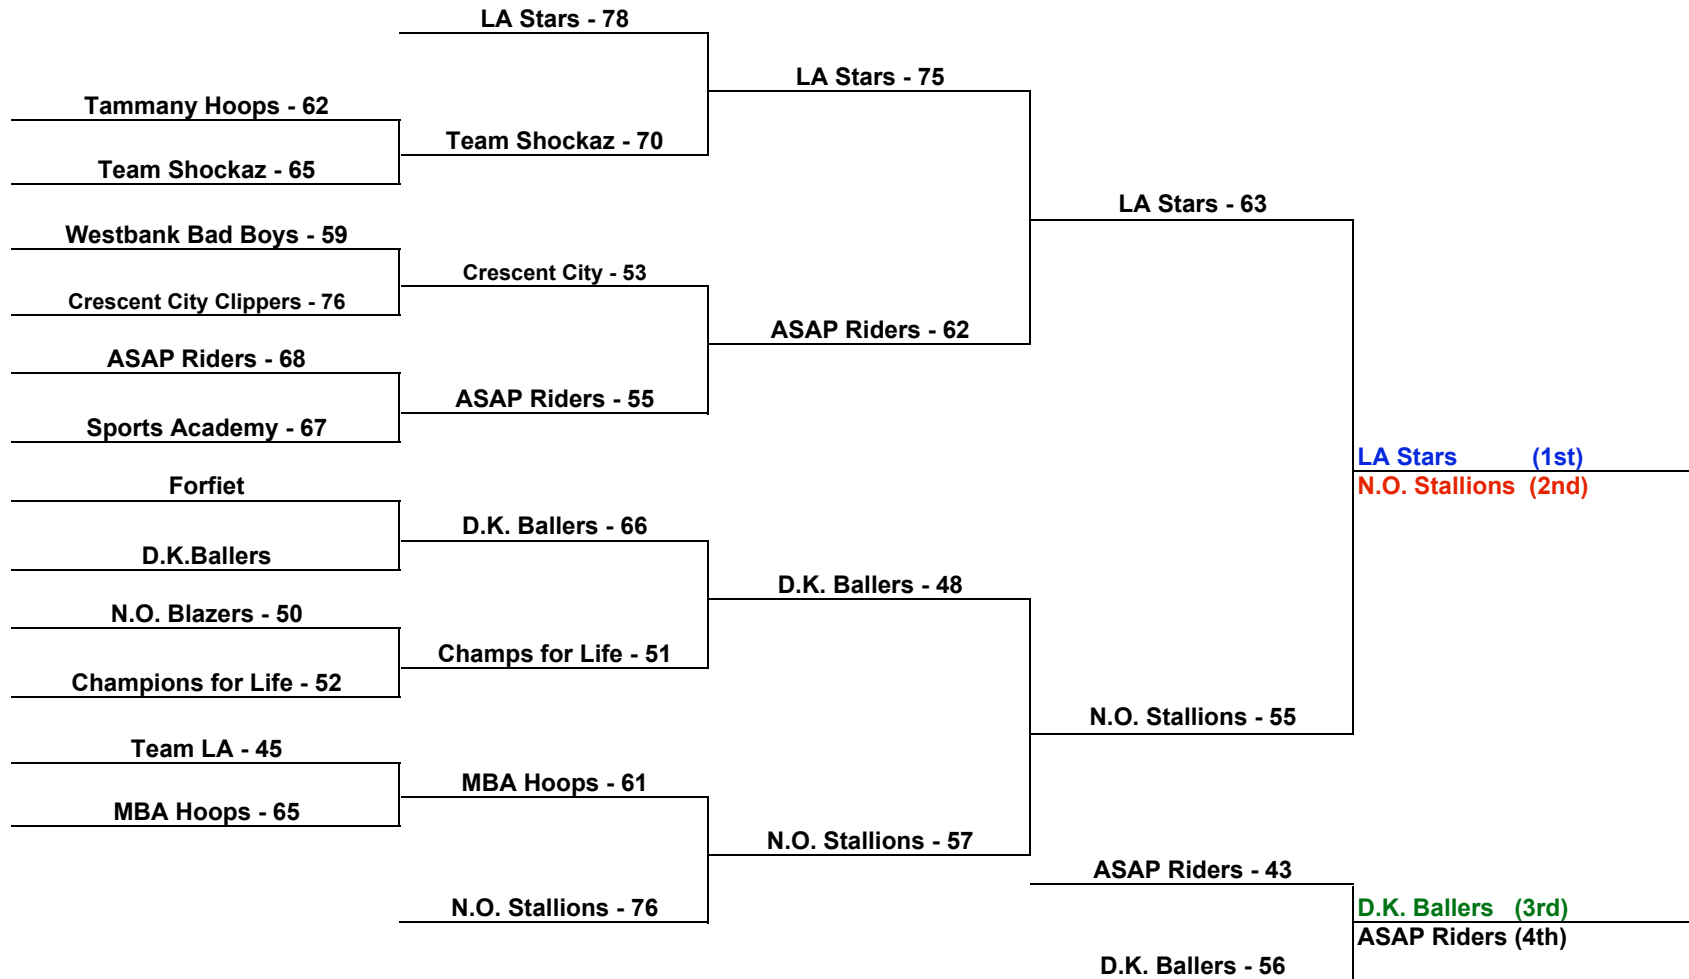 LA Stars - 78
LA Stars - 75
Tammany Hoops - 62
Team Shockaz - 70
Team Shockaz - 65
LA Stars - 63
Westbank Bad Boys - 59
Crescent City - 53
Crescent City Clippers - 76
ASAP Riders - 62
ASAP Riders - 68
ASAP Riders - 55
Sports Academy - 67
LA Stars (1st)
Forfiet
N.O. Stallions (2nd)
D.K. Ballers - 66
D.K.Ballers
D.K. Ballers - 48
N.O. Blazers - 50
Champs for Life - 51
Champions for Life - 52
N.O. Stallions - 55
Team LA - 45
MBA Hoops - 61
MBA Hoops - 65
N.O. Stallions - 57
ASAP Riders - 43
N.O. Stallions - 76
D.K. Ballers (3rd)
ASAP Riders (4th)
D.K. Ballers - 56